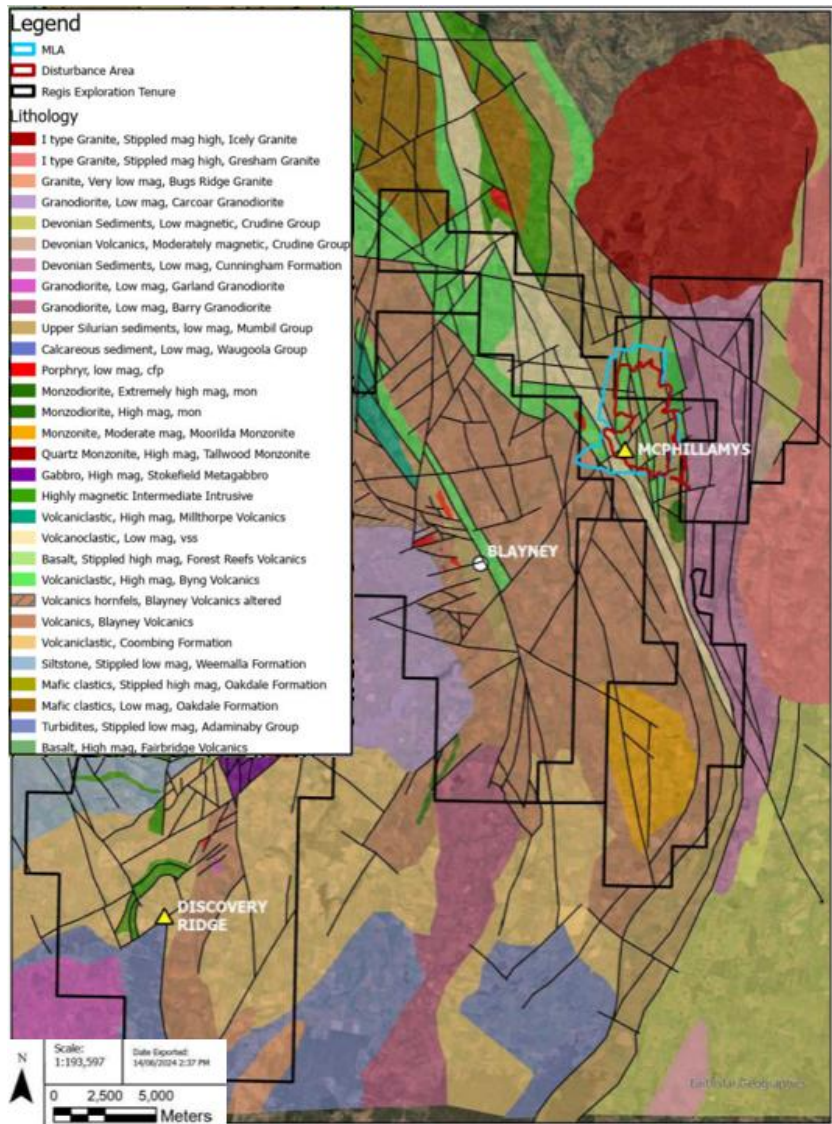 Legend
MLA
Disturbance Area
Regis Exploration Tenure
Lithology
I type Granite, Stippled mag high, Icely Granite
I type Granite, Stippled mag high, Gresham Granite
Granite, Very low mag, Bugs Ridge Granite
Granodiorite, Low mag, Carcoar Granodiorite
Devonian Sediments, Low magnetic, Crudine Group
Devonian Volcanics, Moderately magnetic, Crudine Group
Devonian Sediments, Low mag, Cunningham Formation
Granodiorite, Low mag, Garland Granodiorite
Granodiorite, Low mag, Barry Granodiorite
Upper Silurian sediments, low mag, Mumbil Group
Calcareous sediment, Low mag, Waugoola Group
Porphryr, low mag, cfp
Monzodiorite, Extremely high mag, mon
Monzodiorite, High mag, mon
Monzonite, Moderate mag, Moorilda Monzonite
Quartz Monzonite, High mag, Tallwood Monzonite
Gabbro, High mag, Stokefield Metagabbro
Highly magnetic Intermediate Intrusive
Volcaniclastic, High mag, Millthorpe Volcanics
Volcanoclastic, Low mag, vss
Basalt, Stippled high mag, Forest Reefs Volcanics
Volcaniclastic, High mag, Byng Volcanics
Volcanics hornfels, Blayney Volcanics altered
Volcanics, Blayney Volcanics
Volcaniclastic, Coombing Formation
Siltstone, Stippled low mag, Weemalla Formation
Mafic clastics, Stippled high mag, Oakdale Formation
Mafic clastics, Low mag, Oakdale Formation
Turbidites, Stippled low mag, Adaminaby Group
Basalt, High mag, Fairbridge Volcanics
MCPHILLAMYS
BLAYNEY
DISCOVERY
RIDGE
N
Scale:
1:193,597
Date Exported:
14/06/2024 2:37 PM
0 2,500 5,000
Meters
Earthstar Geographics